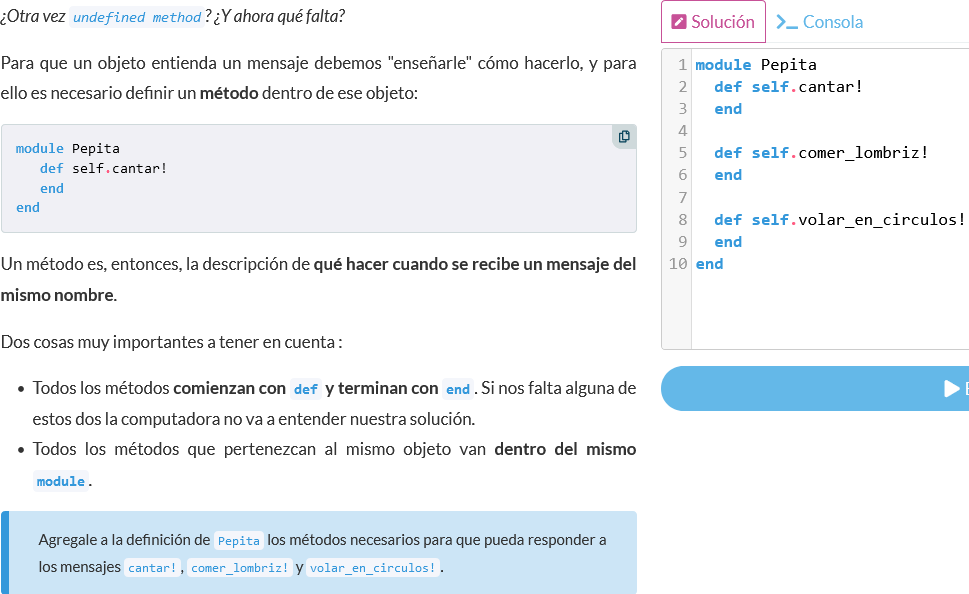 ¿Otra vez undefined method? ¿Y ahora qué falta?
Para que un objeto entienda un mensaje debemos "enseñarle" cómo hacerlo, y para
ello es necesario definir un método dentro de ese objeto:
module Pepita
def self.cantar!
end
end
Un método es, entonces, la descripción de qué hacer cuando se recibe un mensaje del
mismo nombre.
Dos cosas muy importantes a tener en cuenta :
• Todos los métodos comienzan con def y terminan con end. Si nos falta alguna de
estos dos la computadora no va a entender nuestra solución.
• Todos los métodos que pertenezcan al mismo objeto van dentro del mismo
module.
Agregale a la definición de Pepita los métodos necesarios para que pueda responder a
los mensajes cantar!, comer_lombriz! y volar_en_circulos!.
Solución
Consola
1 module Pepita
2 def self.cantar!
3 end
4
5 def self.comer_lombriz!
6 end
7
8 def self.volar_en_circulos!
9 end
10 end